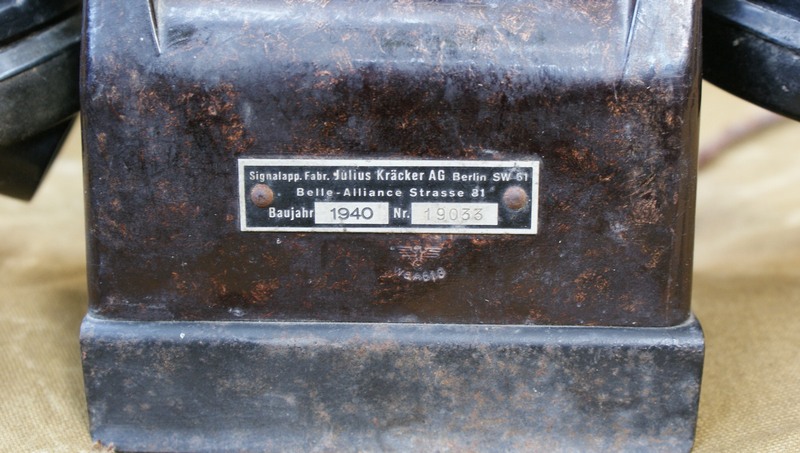 Signalapp. Fabr. Julius Kräcker AG Berlin SW 61
Belle-Alliance Strasse 81
Baujahr 1940 Nr. 19033